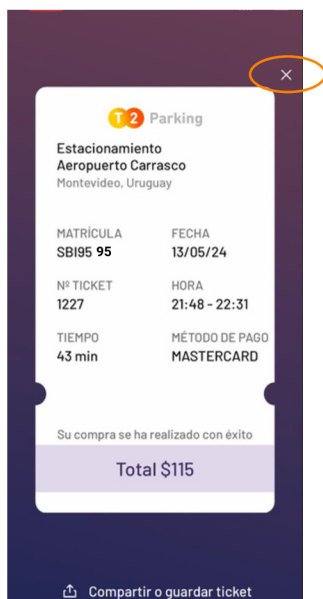 ×
T2 Parking
Estacionamiento
Aeropuerto Carrasco
Montevideo, Uruguay
MATRÍCULA FECHA
SBI95 95 13/05/24
Nº TICKET HORA
1227 21:48 - 22:31
TIEMPO MÉTODO DE PAGO
43 min MASTERCARD
Su compra se ha realizado con éxito
Total $115
Compartir o guardar ticket